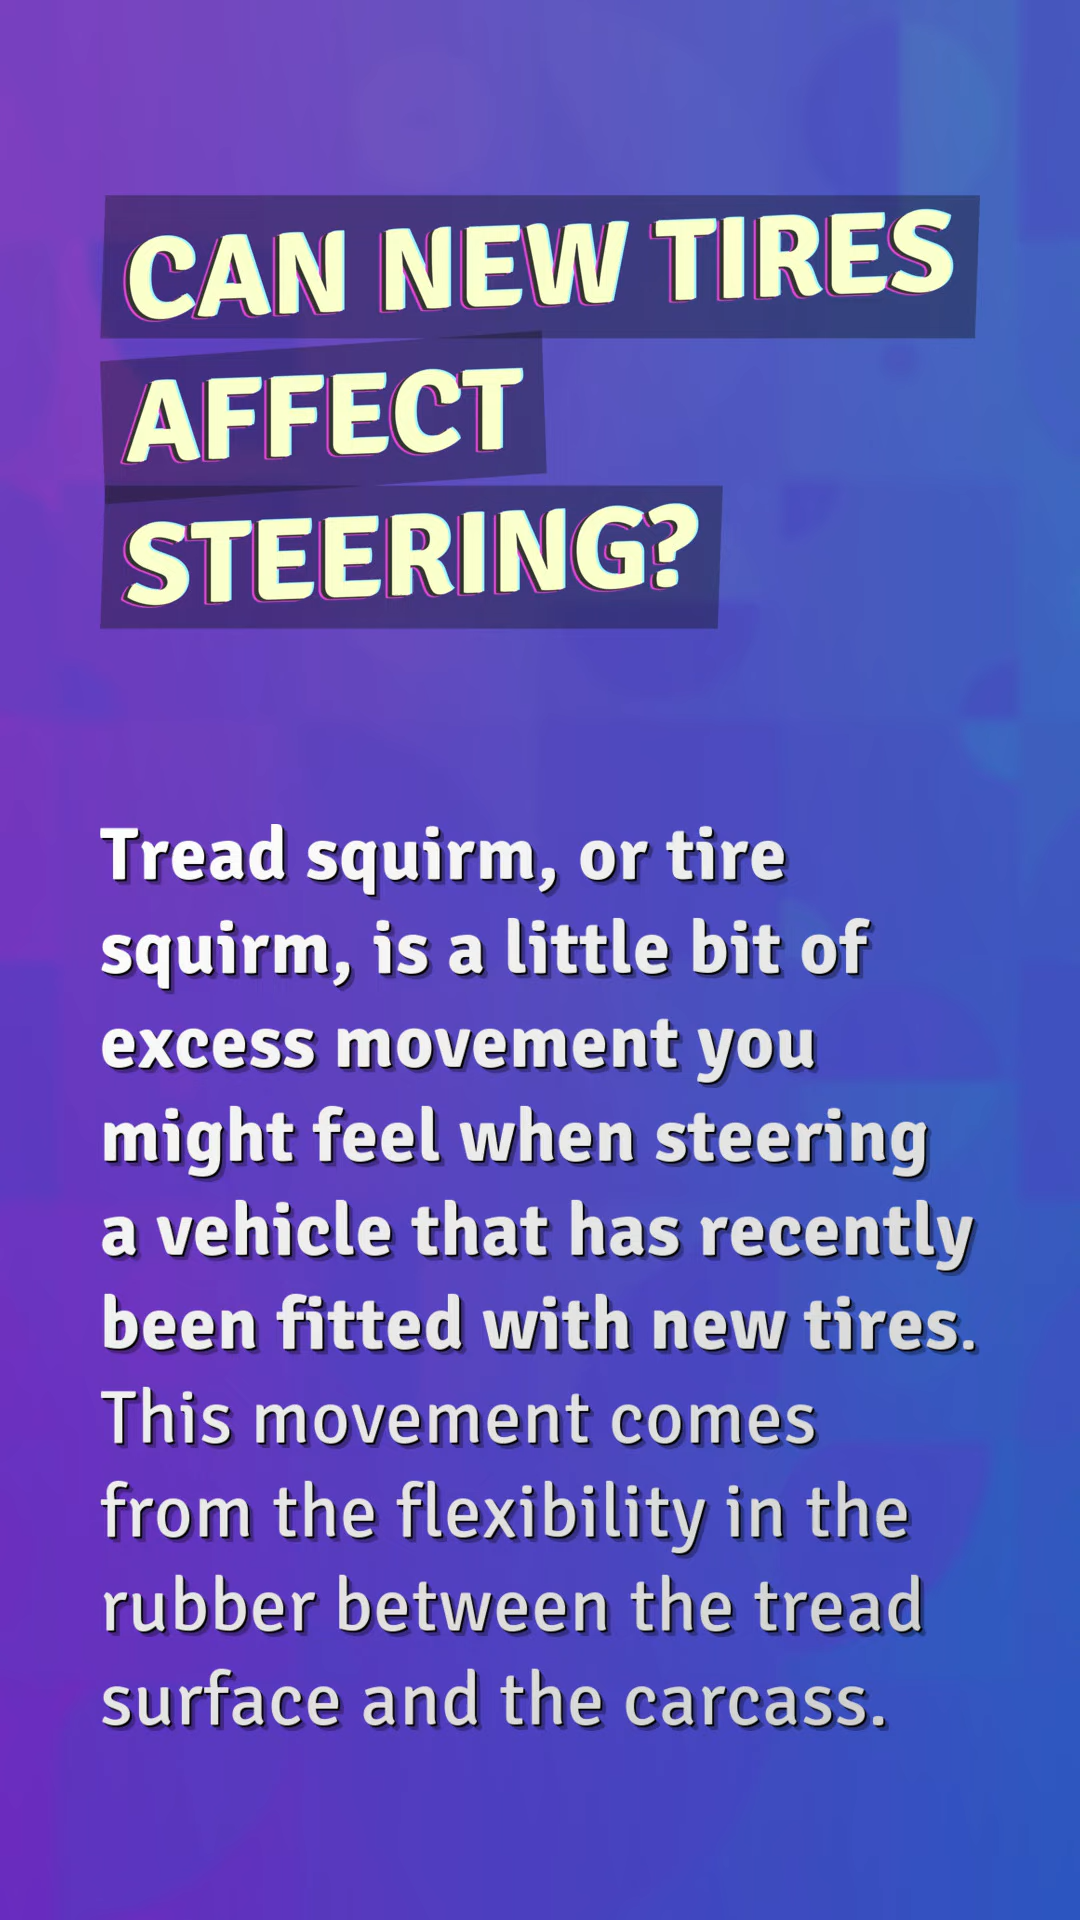 CAN NEW TIRES
AFFECT
STEERING?
Tread squirm, or tire
squirm, is a little bit of
excess movement you
might feel when steering
a vehicle that has recently
been fitted with new tires.
This movement comes
from the flexibility in the
rubber between the tread
surface and the carcass.